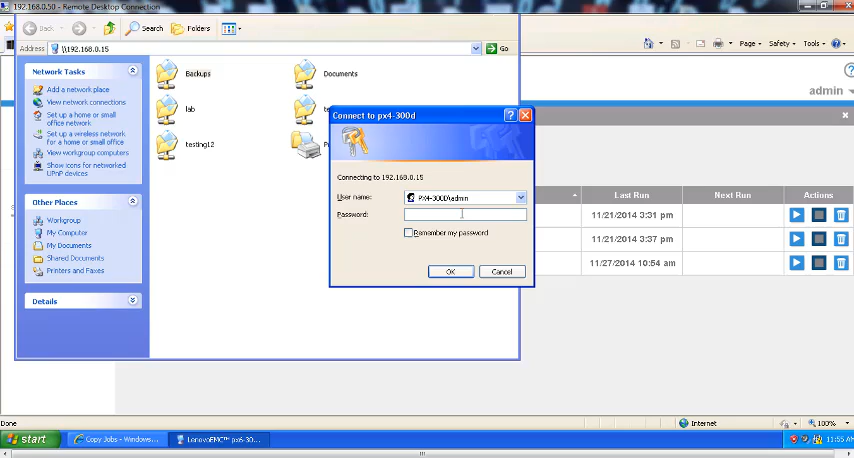 192.168.0.50 - Remote Desktop Connection
Back
Search
Folders
Address
\\192.168.0.15
Go
Page
Safety
Tools
admin
Network Tasks
Add a network place
View network connections
Set up a home or small
office network
Set up a wireless network
for a home or small office
View workgroup computers
Show icons for networked
UPnP devices
Other Places
Workgroup
My Computer
My Documents
Shared Documents
Printers and Faxes
Details
Backups
Documents
lab
testing12
Connect to px4-300d
Connecting to 192.168.0.15
User name:
PX4-300D\admin
Password:
Remember my password
OK
Cancel
Last Run
Next Run
Actions
11/21/2014 3:31 pm
11/21/2014 3:37 pm
11/27/2014 10:54 am
Done
Internet
100%
start
Copy Jobs - Windows...
LenovoEMC™ px6-30...
11:55 AM